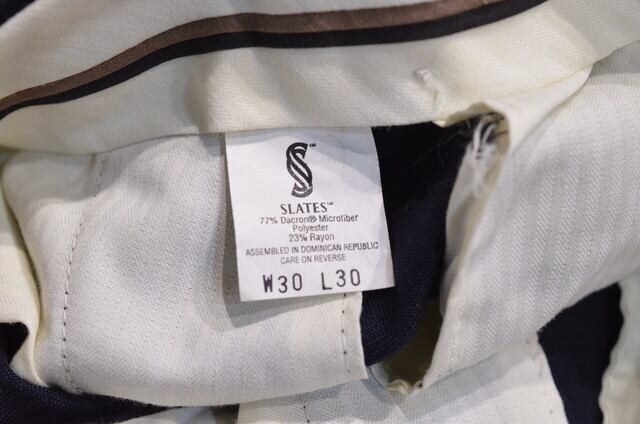 SLATES™
77% Dacron® Microfiber
Polyester
23% Rayon
ASSEMBLED IN DOMINICAN REPUBLIC
CARE ON REVERSE
W30 L30